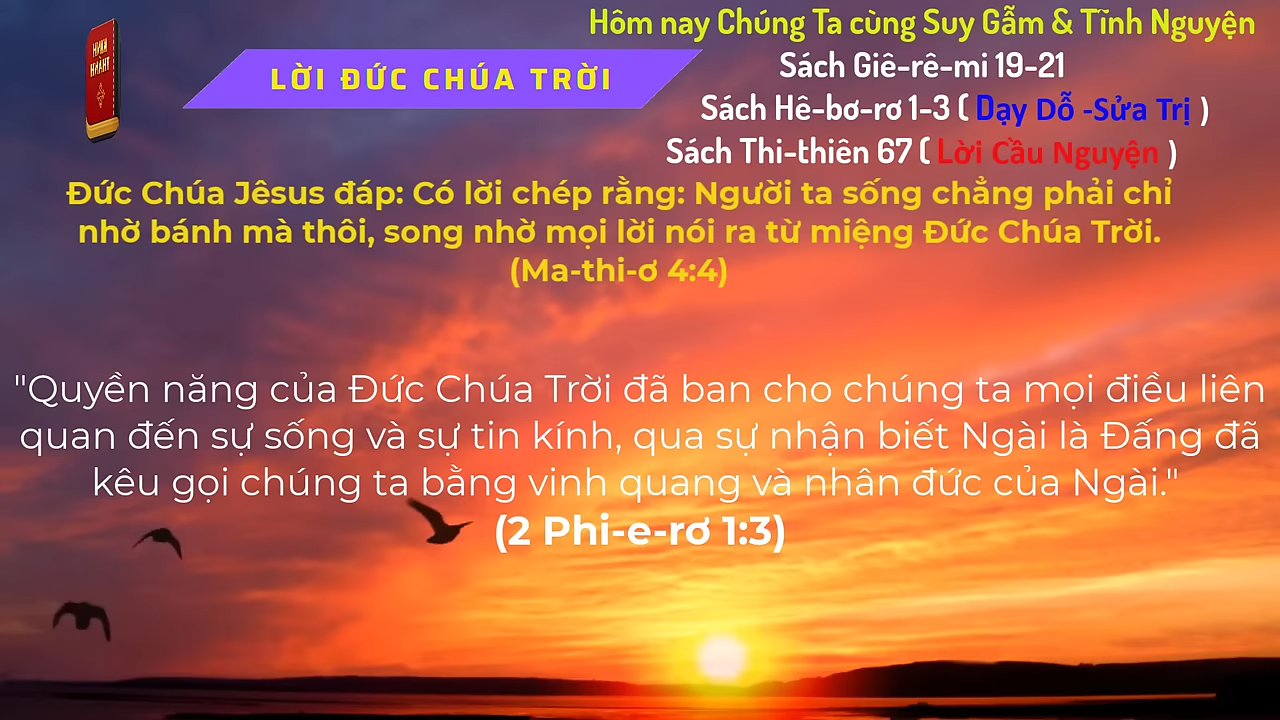 KINH
THÁNH
LỜI ĐỨC CHÚA TRỜI
Hôm nay Chúng Ta cùng Suy Gẫm & Tĩnh Nguyện
Sách Giê-rê-mi 19-21
Sách Hê-bơ-rơ 1-3 ( Dạy Dỗ -Sửa Trị )
Sách Thi-thiên 67 ( Lời Cầu Nguyện )
Đức Chúa Jêsus đáp: Có lời chép rằng: Người ta sống chẳng phải chỉ
nhờ bánh mà thôi, song nhờ mọi lời nói ra từ miệng Đức Chúa Trời.
(Ma-thi-ơ 4:4)
"Quyền năng của Đức Chúa Trời đã ban cho chúng ta mọi điều liên
quan đến sự sống và sự tin kính, qua sự nhận biết Ngài là Đấng đã
kêu gọi chúng ta bằng vinh quang và nhân đức của Ngài."
(2 Phi-e-rơ 1:3)